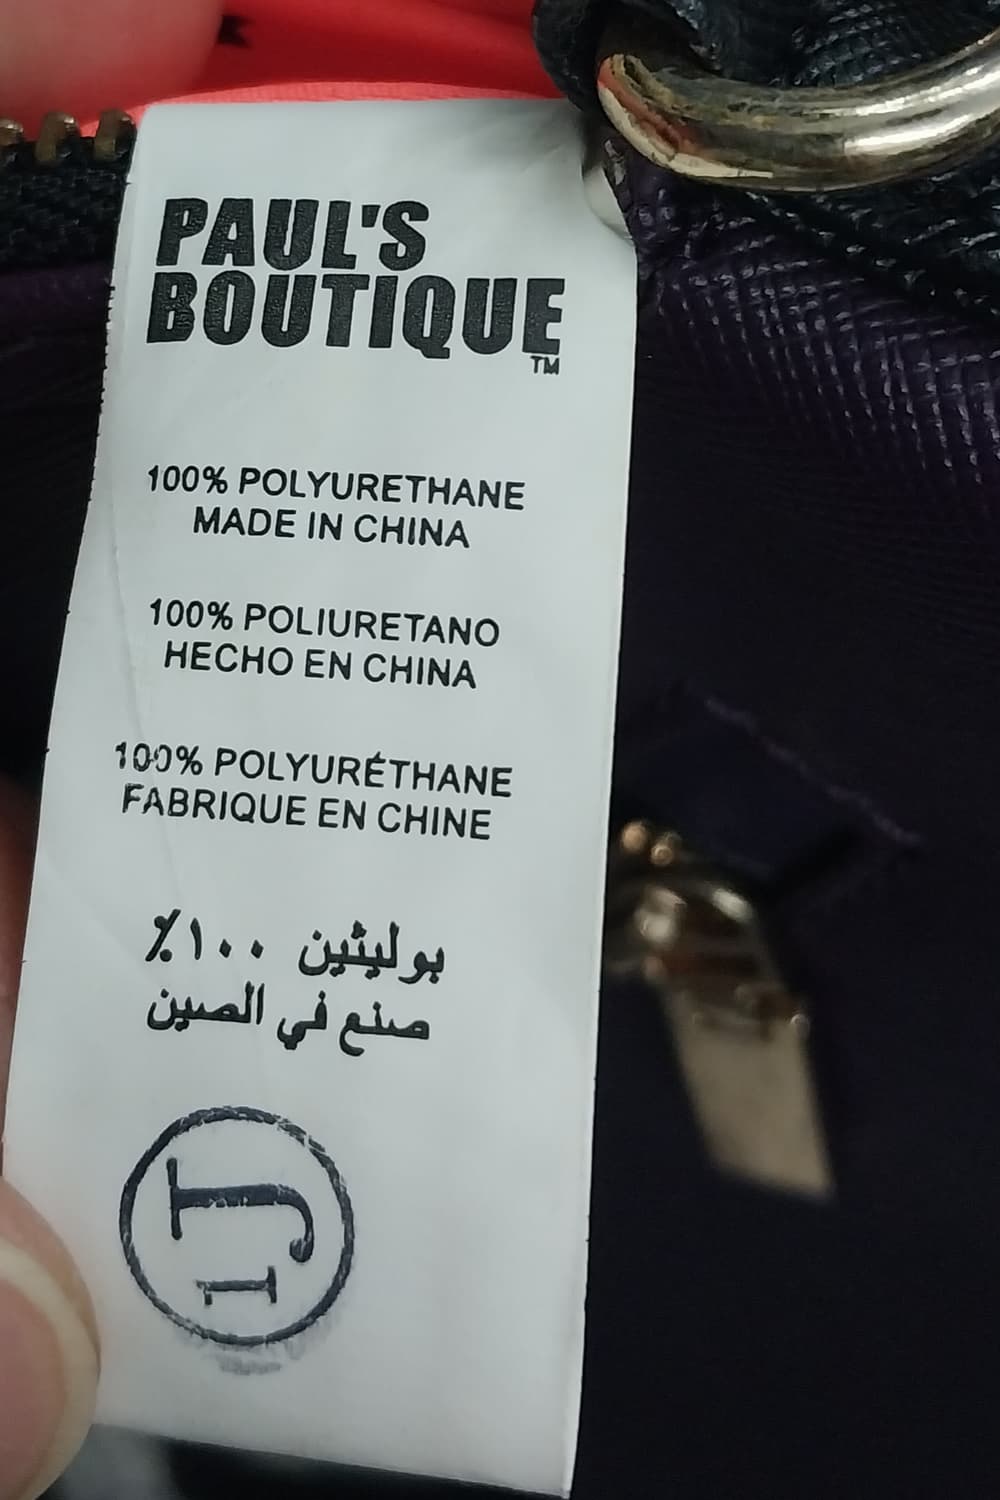 PAUL'S
BOUTIQUE
TM
100% POLYURETHANE
MADE IN CHINA
100% POLIURETANO
HECHO EN CHINA
100% POLYURÉTHANE
FABRIQUE EN CHINE
بوليثين ١٠٠٪
صنع في الصين
1J